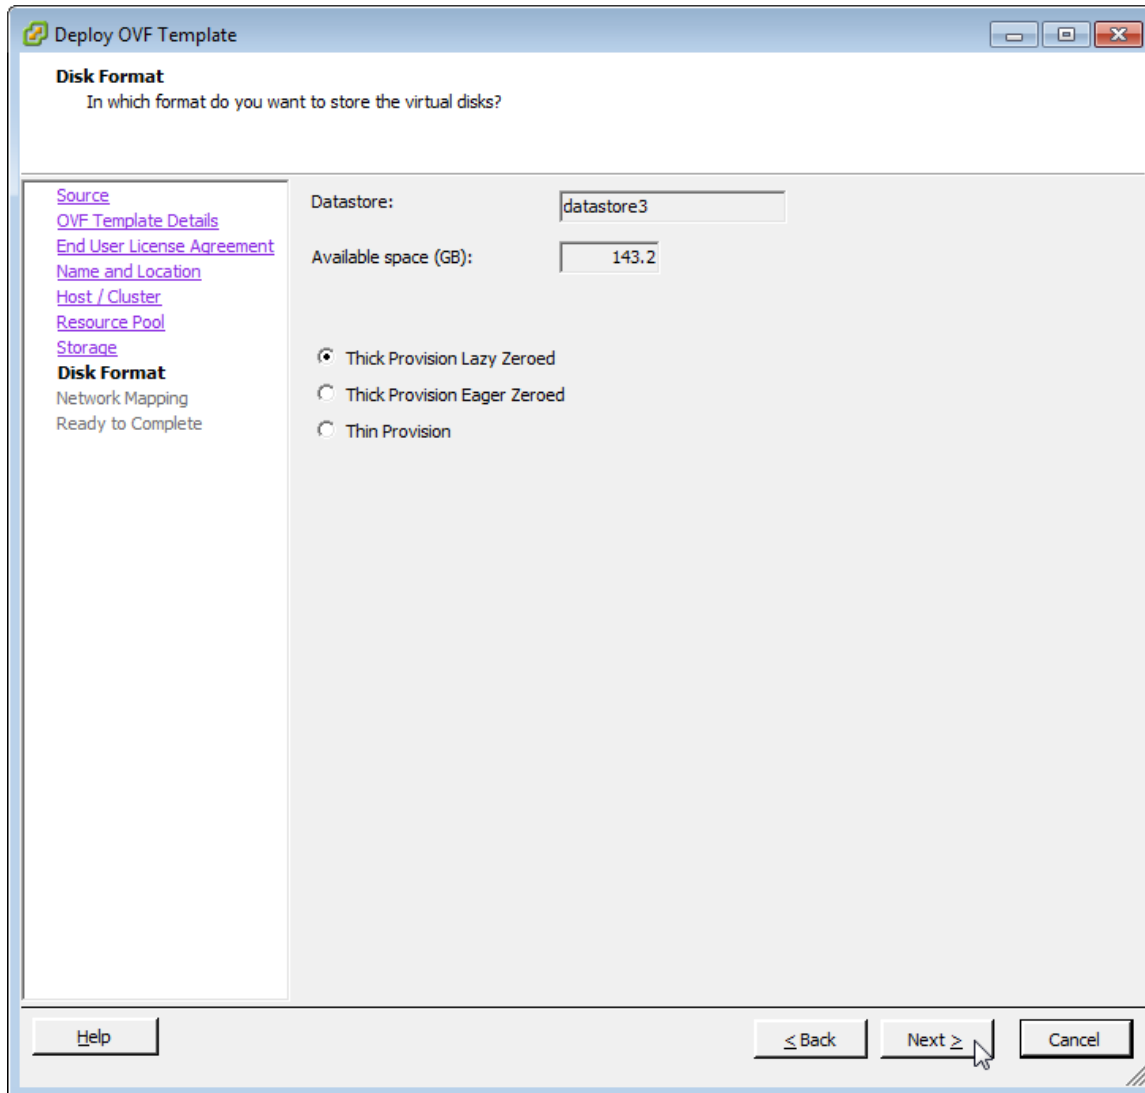 Deploy OVF Template
Disk Format
In which format do you want to store the virtual disks?
Source
OVF Template Details
End User License Agreement
Name and Location
Host / Cluster
Resource Pool
Storage
Disk Format
Network Mapping
Ready to Complete
Datastore: datastore3
Available space (GB): 143.2
Thick Provision Lazy Zeroed
Thick Provision Eager Zeroed
Thin Provision
Help
< Back
Next >
Cancel